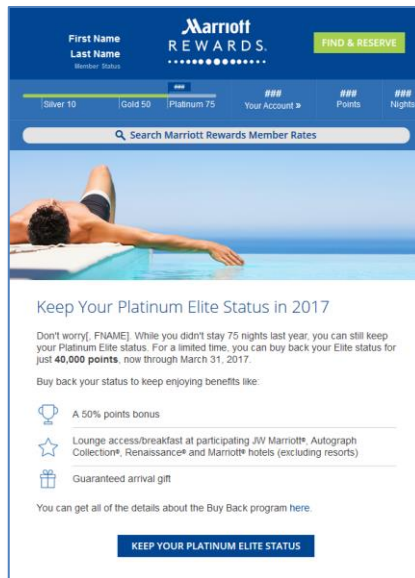 First Name
Last Name
Member Status
Marriott
REWARDS.
FIND & RESERVE
###
Silver 10
Gold 50
Platinum 75
###
Your Account »
###
Points
###
Nights
Search Marriott Rewards Member Rates
Keep Your Platinum Elite Status in 2017
Don't worry[, FNAME]. While you didn't stay 75 nights last year, you can still keep
your Platinum Elite status. For a limited time, you can buy back your Elite status for
just 40,000 points, now through March 31, 2017.
Buy back your status to keep enjoying benefits like:
A 50% points bonus
Lounge access/breakfast at participating JW Marriott®, Autograph
Collection®, Renaissance® and Marriott® hotels (excluding resorts)
Guaranteed arrival gift
You can get all of the details about the Buy Back program here.
KEEP YOUR PLATINUM ELITE STATUS